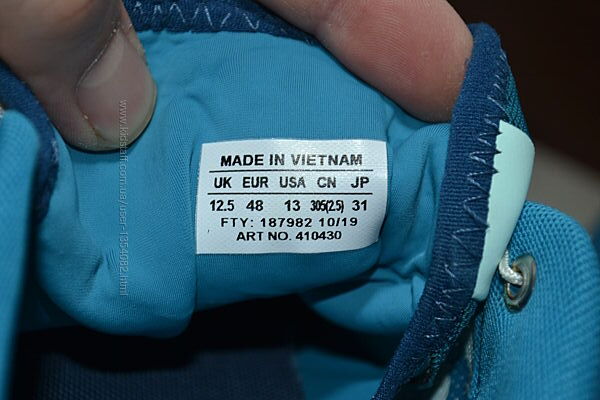 MADE IN VIETNAM
UK EUR USA CN JP
12.5 48 13 305(2.5) 31
FTY: 187982 10/19
ART NO. 410430